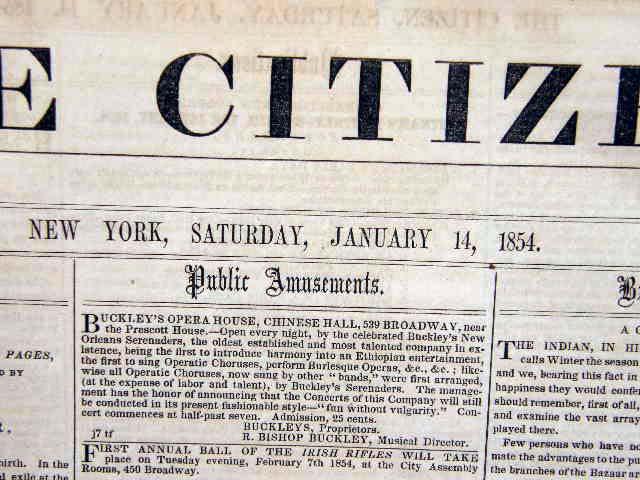 E CITIZE
NEW YORK, SATURDAY, JANUARY 14, 1854.
Public Amusements.
BUCKLEY'S OPERA HOUSE, CHINESE HALL, 539 BROADWAY, near
the Prescott House.—Open every night, by the celebrated Buckley's New
Orleans Serenaders, the oldest established and most talented company in ex-
istence, being the first to introduce harmony into an Ethiopian entertainment,
the first to sing Operatic Choruses, perform Burlesque Operas, &c., &c. ; like-
wise all Operatic Choruses, now sung by other "bands," were first arranged,
(at the expense of labor and talent), by Buckley's Serenaders. The manage-
ment has the honor of announcing that the Concerts of this Company will still
be conducted in its present fashionable style—"fun without vulgarity." Con-
cert commences at half-past seven. Admission, 25 cents.
BUCKLEYS, Proprietors.
j7 tf R. BISHOP BUCKLEY, Musical Director.
FIRST ANNUAL BALL OF THE IRISH RIFLES WILL TAKE
place on Tuesday evening, February 7th 1854, at the City Assembly
Rooms, 450 Broadway.
PAGES,
D BY
birth. In the
exile at the
A C
THE INDIAN, IN HI
calls Winter the season
and we, bearing this fact in
happiness they would confer
should remember, first of all,
and examine the vast array
played there.
Few persons who have no
mate the advantages to the pu
the branches of the Bazaar ar